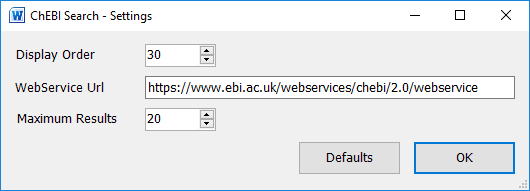 ChEBI Search - Settings
Display Order 30
WebService Url https://www.ebi.ac.uk/webservices/chebi/2.0/webservice
Maximum Results 20
Defaults OK